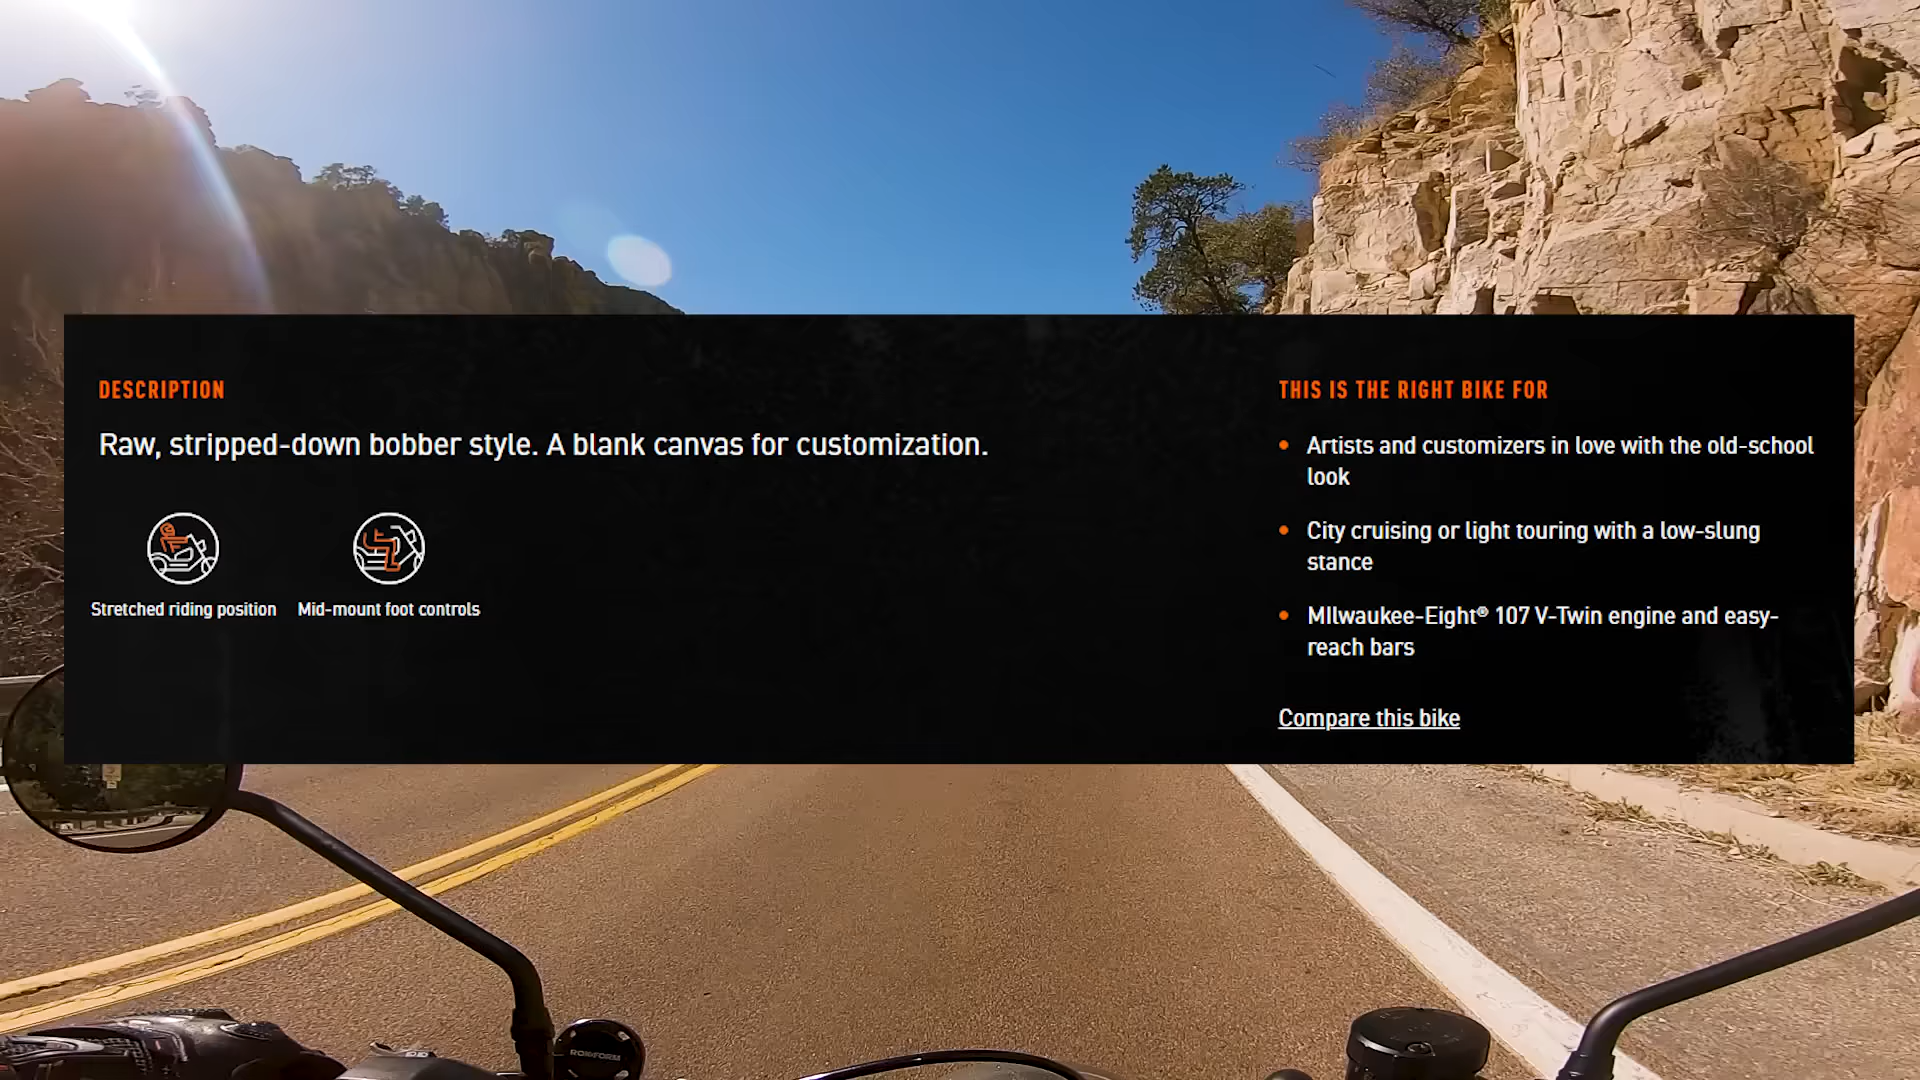 DESCRIPTION
Raw, stripped-down bobber style. A blank canvas for customization.
Stretched riding position
Mid-mount foot controls
THIS IS THE RIGHT BIKE FOR
• Artists and customizers in love with the old-school
look
• City cruising or light touring with a low-slung
stance
• MIlwaukee-Eight® 107 V-Twin engine and easy-
reach bars
Compare this bike